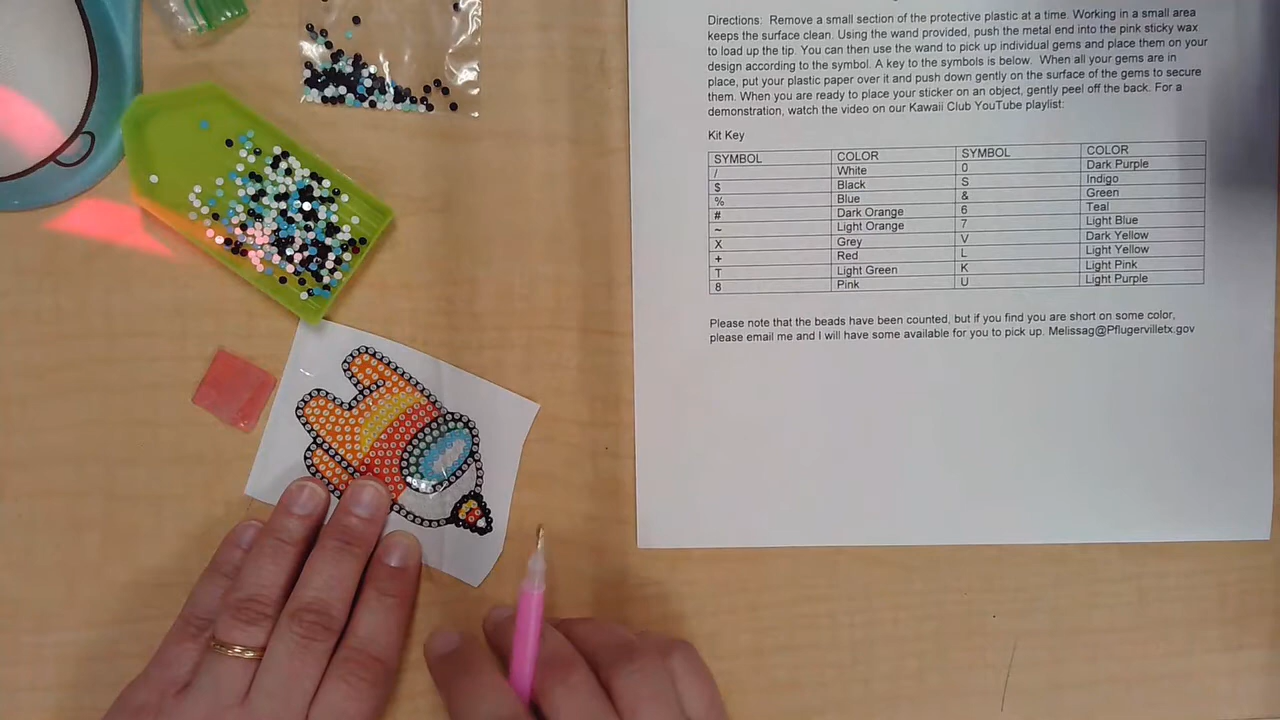 Directions: Remove a small section of the protective plastic at a time. Working in a small area
keeps the surface clean. Using the wand provided, push the metal end into the pink sticky wax
to load up the tip. You can then use the wand to pick up individual gems and place them on your
design according to the symbol. A key to the symbols is below. When all your gems are in
place, put your plastic paper over it and push down gently on the surface of the gems to secure
them. When you are ready to place your sticker on an object, gently peel off the back. For a
demonstration, watch the video on our Kawaii Club YouTube playlist:
Kit Key
SYMBOL COLOR SYMBOL COLOR
/ White 0 Dark Purple
$ Black S Indigo
% Blue & Green
# Dark Orange 6 Teal
~ Light Orange 7 Light Blue
X Grey V Dark Yellow
+ Red L Light Yellow
T Light Green K Light Pink
8 Pink U Light Purple
Please note that the beads have been counted, but if you find you are short on some color,
please email me and I will have some available for you to pick up. Melissag@Pflugervilletx.gov